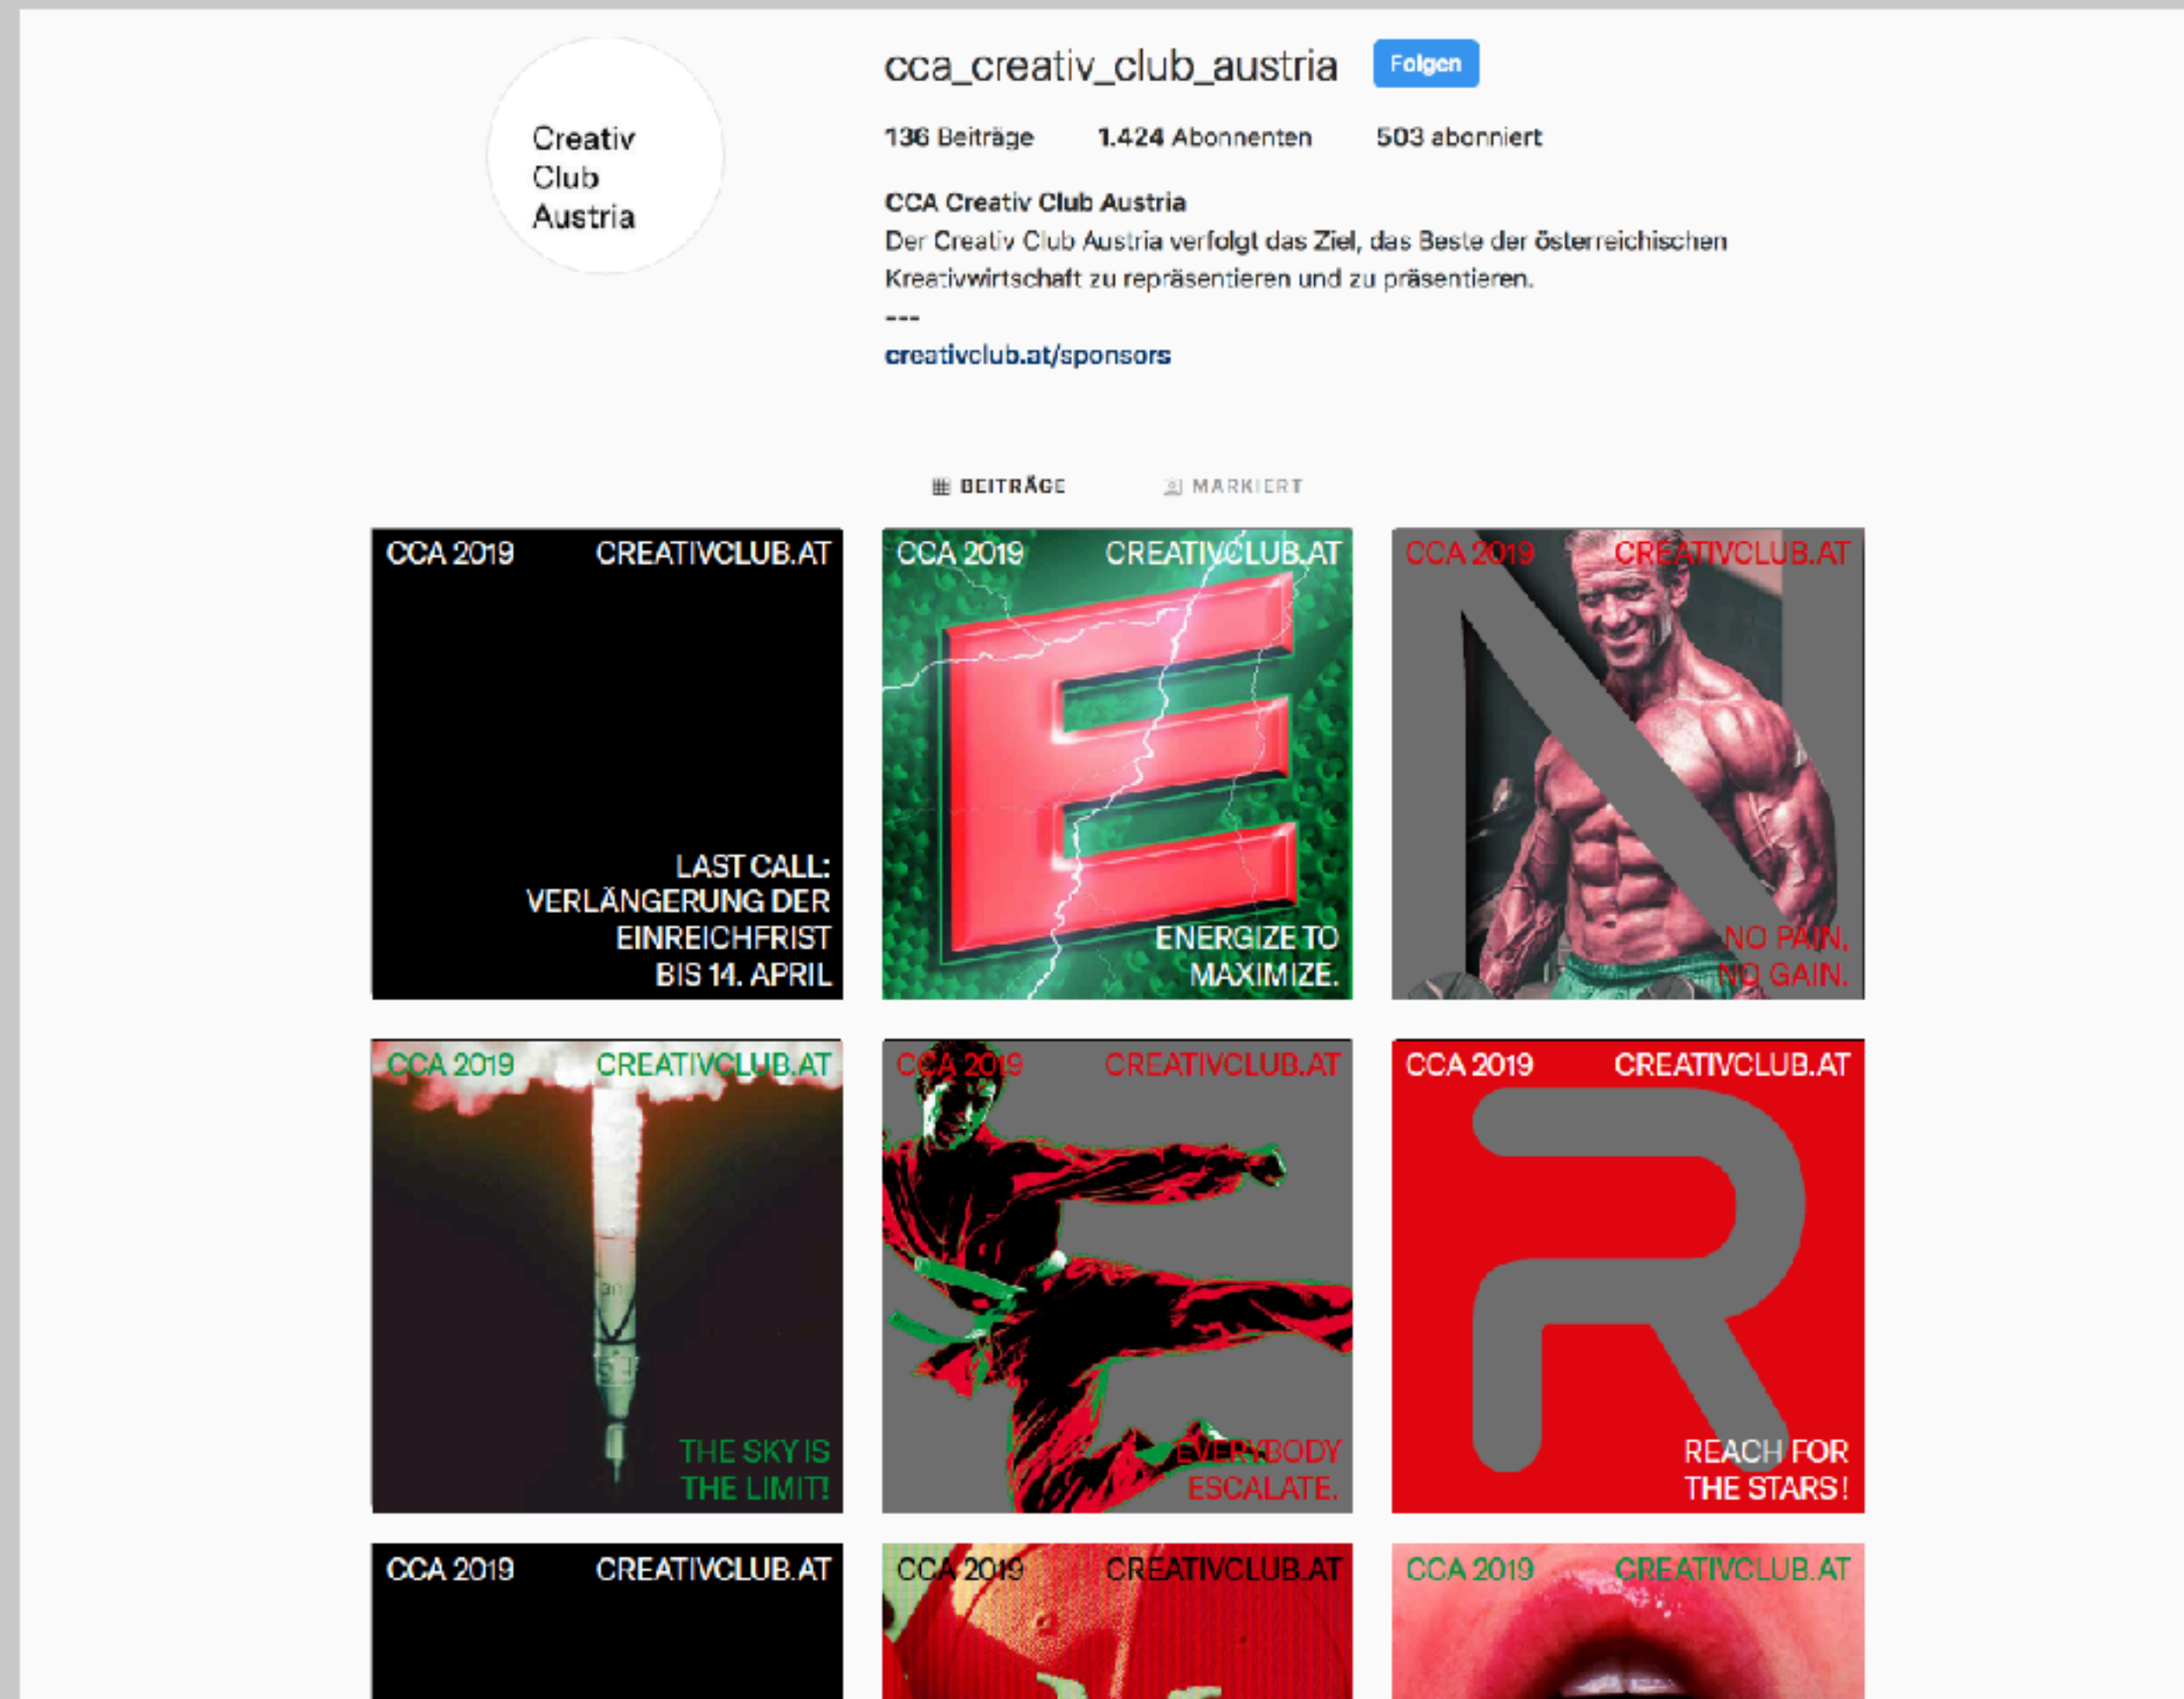 Creativ
Club
Austria
cca_creativ_club_austria Folgen
136 Beiträge 1.424 Abonnenten 503 abonniert
CCA Creativ Club Austria
Der Creativ Club Austria verfolgt das Ziel, das Beste der österreichischen
Kreativwirtschaft zu repräsentieren und zu präsentieren.
---
creativclub.at/sponsors
BEITRÄGE MARKIERT
CCA 2019 CREATIVCLUB.AT
LAST CALL:
VERLÄNGERUNG DER
EINREICHFRIST
BIS 14. APRIL
CCA 2019 CREATIVCLUB.AT
E
ENERGIZE TO
MAXIMIZE.
CCA 2019 CREATIVCLUB.AT
N
NO PAIN,
NO GAIN.
CCA 2019 CREATIVCLUB.AT
THE SKY IS
THE LIMIT!
CCA 2019 CREATIVCLUB.AT
EVERYBODY
ESCALATE.
CCA 2019 CREATIVCLUB.AT
R
REACH FOR
THE STARS!
CCA 2019 CREATIVCLUB.AT
CCA 2019 CREATIVCLUB.AT
CCA 2019 CREATIVCLUB.AT